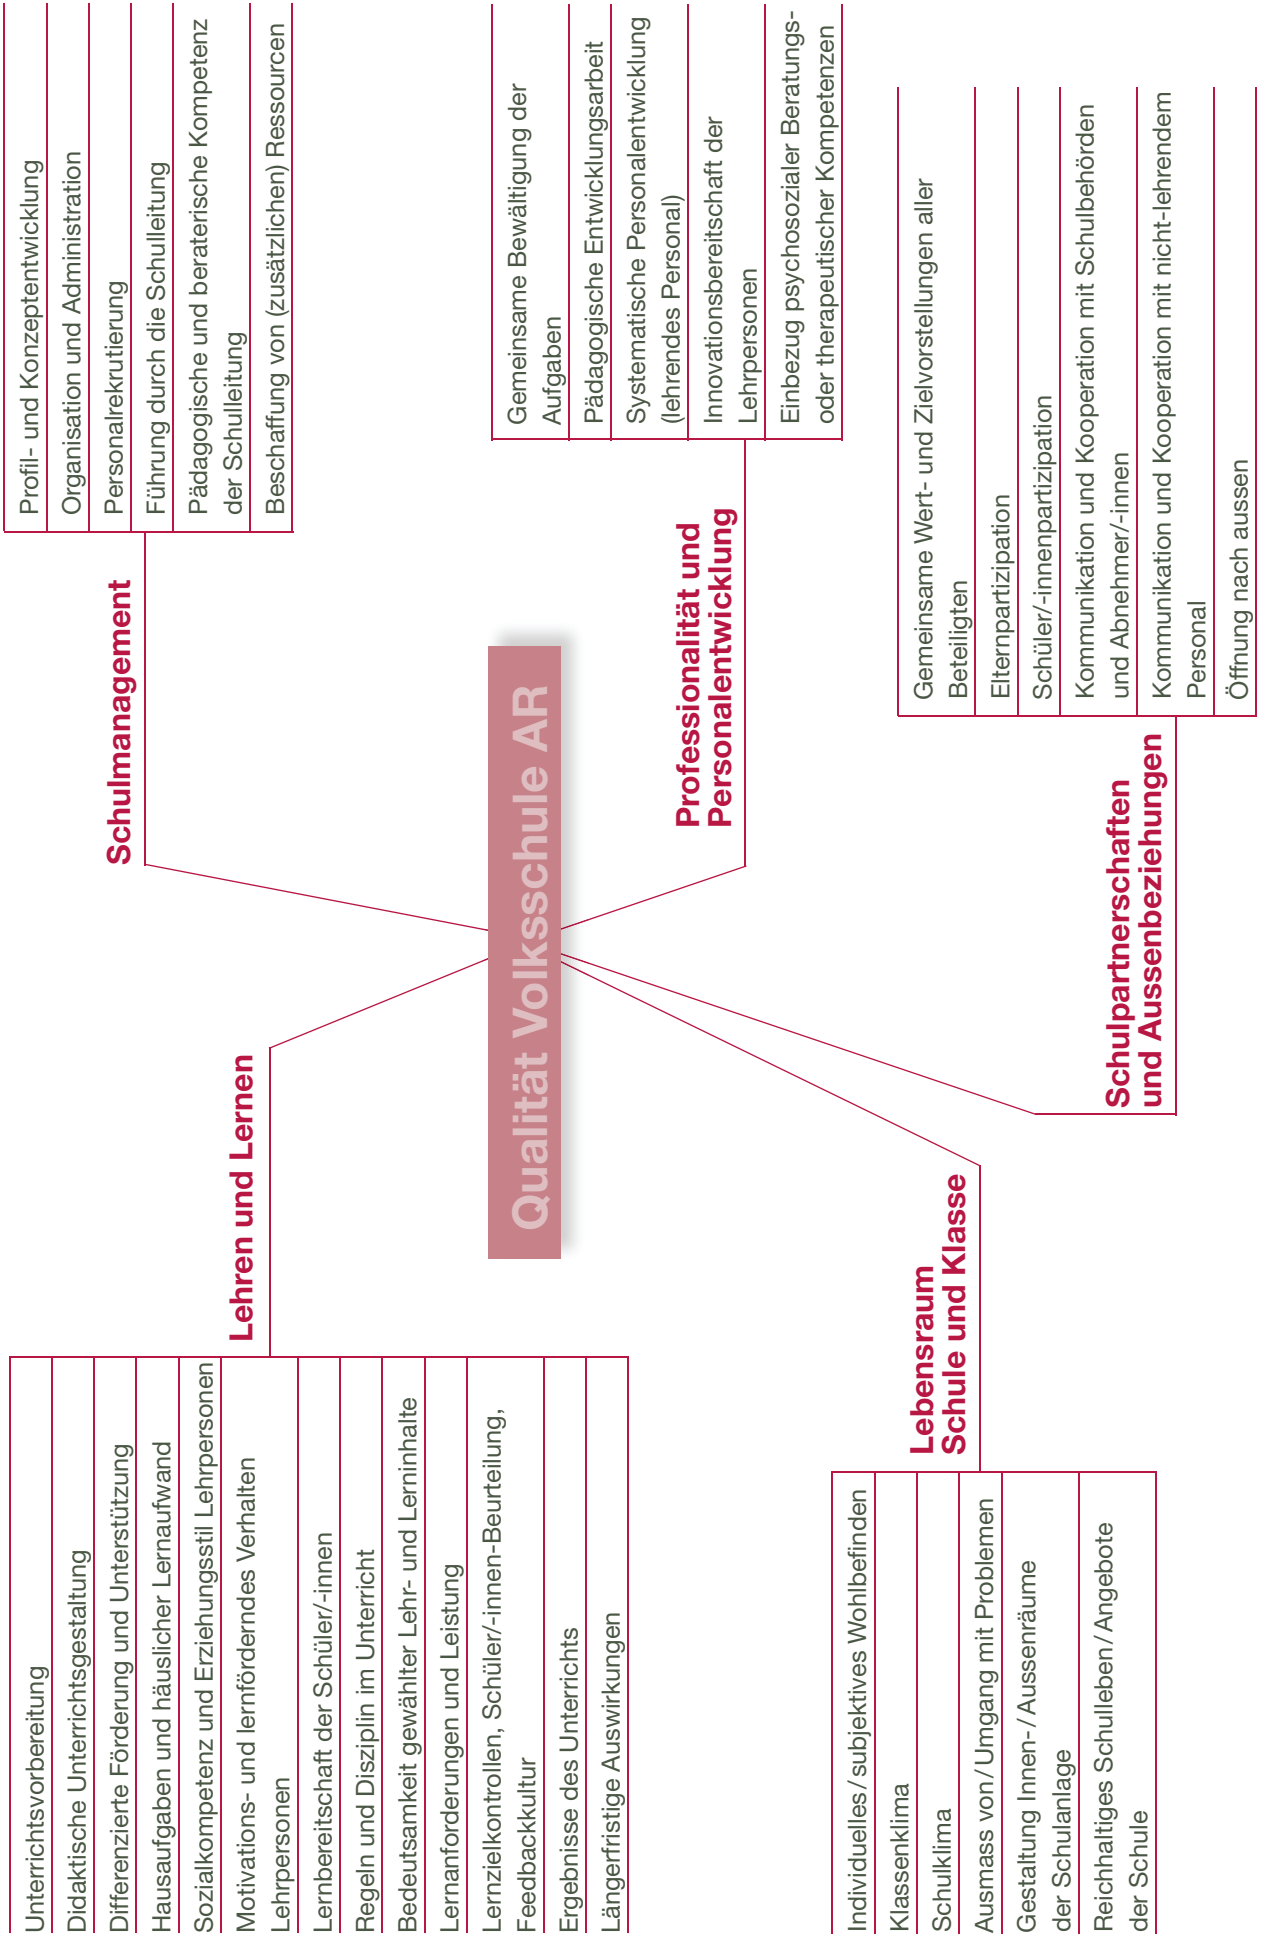 Qualität Volksschule AR
Lehren und Lernen
Unterrichtsvorbereitung
Didaktische Unterrichtsgestaltung
Differenzierte Förderung und Unterstützung
Hausaufgaben und häuslicher Lernaufwand
Sozialkompetenz und Erziehungsstil Lehrpersonen
Motivations- und lernförderndes Verhalten
Lehrpersonen
Lernbereitschaft der Schüler/-innen
Regeln und Disziplin im Unterricht
Bedeutsamkeit gewählter Lehr- und Lerninhalte
Lernanforderungen und Leistung
Lernzielkontrollen, Schüler/-innen-Beurteilung,
Feedbackkultur
Ergebnisse des Unterrichts
Längerfristige Auswirkungen
Lebensraum
Schule und Klasse
Individuelles/subjektives Wohlbefinden
Klassenklima
Schulklima
Ausmass von/Umgang mit Problemen
Gestaltung Innen-/Aussenräume
der Schulanlage
Reichhaltiges Schulleben/Angebote
der Schule
Schulmanagement
Profil- und Konzeptentwicklung
Organisation und Administration
Personalrekrutierung
Führung durch die Schulleitung
Pädagogische und beraterische Kompetenz
der Schulleitung
Beschaffung von (zusätzlichen) Ressourcen
Professionalität und
Personalentwicklung
Gemeinsame Bewältigung der
Aufgaben
Pädagogische Entwicklungsarbeit
Systematische Personalentwicklung
(lehrendes Personal)
Innovationsbereitschaft der
Lehrpersonen
Einbezug psychosozialer Beratungs-
oder therapeutischer Kompetenzen
Schulpartnerschaften
und Aussenbeziehungen
Gemeinsame Wert- und Zielvorstellungen aller
Beteiligten
Elternpartizipation
Schüler/-innenpartizipation
Kommunikation und Kooperation mit Schulbehörden
und Abnehmer/-innen
Kommunikation und Kooperation mit nicht-lehrendem
Personal
Öffnung nach aussen